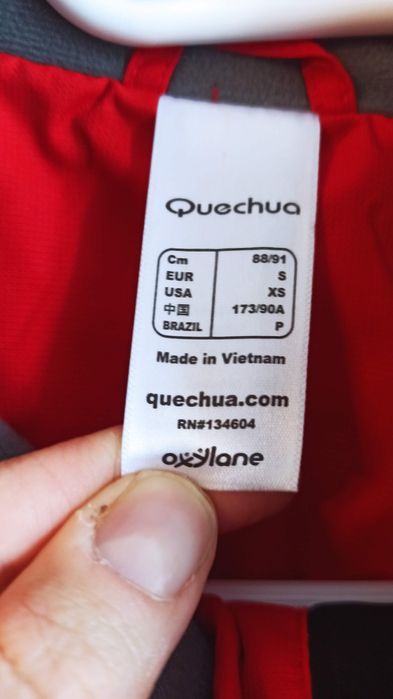 Quechua
Cm 88/91
EUR S
USA XS
中国 173/90A
BRAZIL P
Made in Vietnam
quechua.com
RN#134604
oxylane